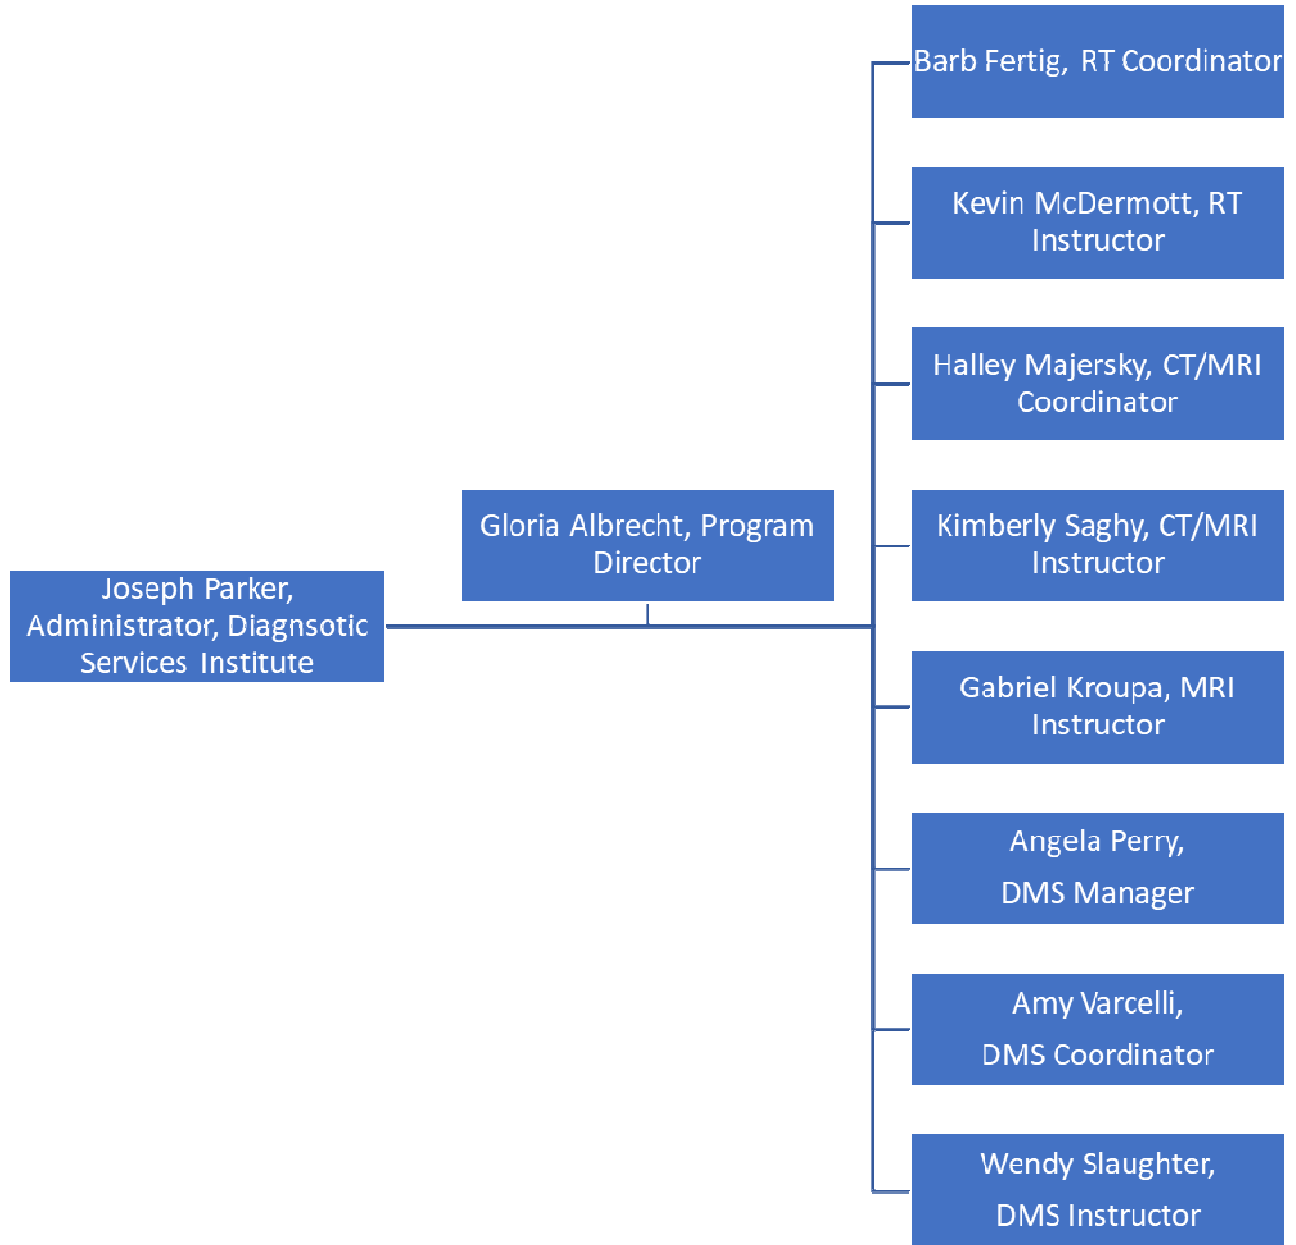 Joseph Parker,
Administrator, Diagnsotic
Services Institute
Gloria Albrecht, Program
Director
Barb Fertig, RT Coordinator
Kevin McDermott, RT
Instructor
Halley Majersky, CT/MRI
Coordinator
Kimberly Saghy, CT/MRI
Instructor
Gabriel Kroupa, MRI
Instructor
Angela Perry,
DMS Manager
Amy Varcelli,
DMS Coordinator
Wendy Slaughter,
DMS Instructor